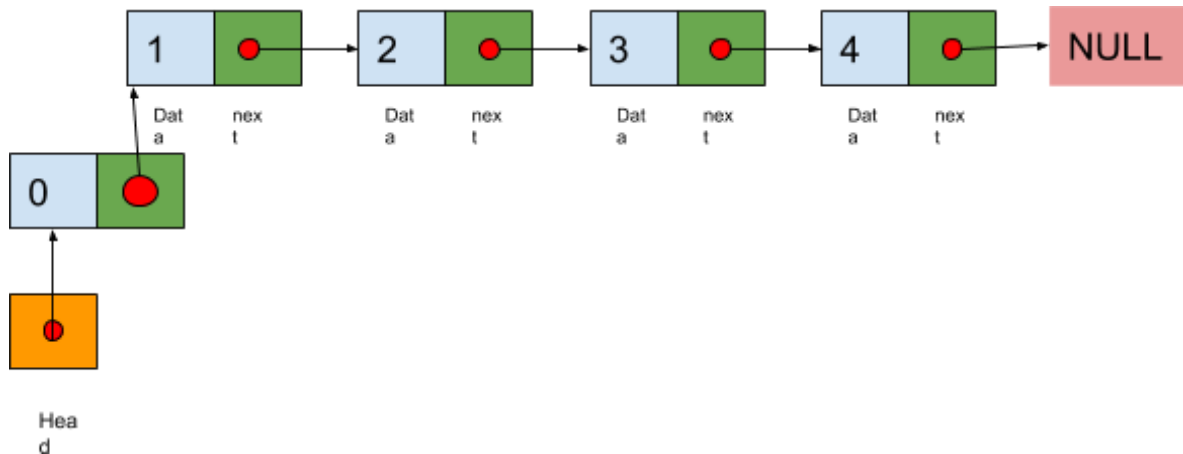 1 2 3 4 NULL
Dat nex Dat nex Dat nex Dat nex
a t a t a t a t
0
Hea
d